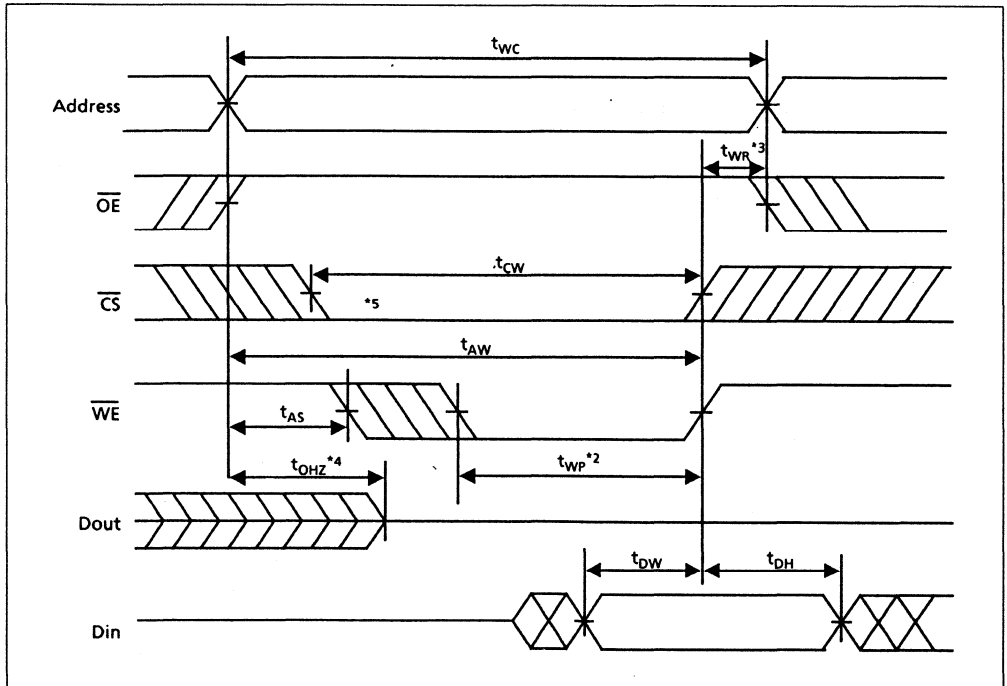 tWC
Address
tWR*3
OE
tCW
CS
*5
tAW
WE
tAS
tWP*2
tOHZ*4
Dout
tDW
tDH
Din